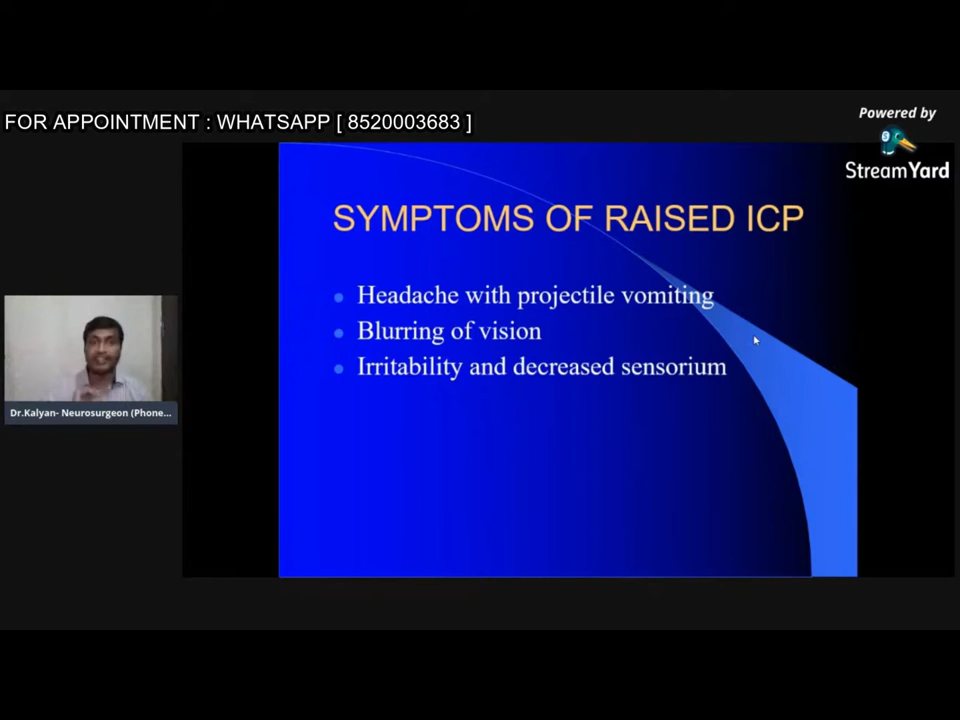 FOR APPOINTMENT : WHATSAPP [ 8520003683 ]
Powered by
StreamYard
SYMPTOMS OF RAISED ICP
Headache with projectile vomiting
Blurring of vision
Irritability and decreased sensorium
Dr.Kalyan- Neurosurgeon (Phone...